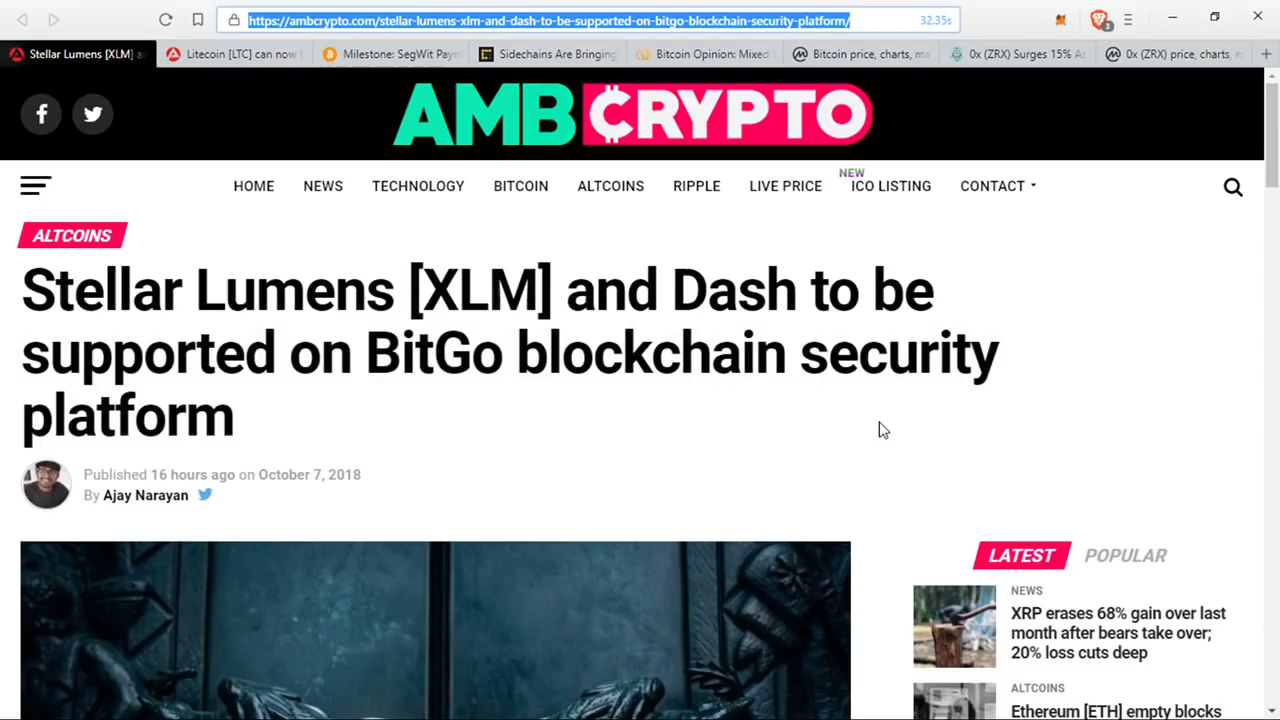 https://ambcrypto.com/stellar-lumens-xlm-and-dash-to-be-supported-on-bitgo-blockchain-security-platform/
32.35s
3
Stellar Lumens [XLM] a
Litecoin [LTC] can now
Milestone: SegWit Paym
Sidechains Are Bringing
Bitcoin Opinion: Mixed
Bitcoin price, charts, ma
0x (ZRX) Surges 15% As
0x (ZRX) price, charts, m
AMBCRYPTO
HOME
NEWS
TECHNOLOGY
BITCOIN
ALTCOINS
RIPPLE
LIVE PRICE
NEW
ICO LISTING
CONTACT
ALTCOINS
Stellar Lumens [XLM] and Dash to be
supported on BitGo blockchain security
platform
Published 16 hours ago on October 7, 2018
By Ajay Narayan
LATEST
POPULAR
NEWS
XRP erases 68% gain over last
month after bears take over;
20% loss cuts deep
ALTCOINS
Ethereum [ETH] empty blocks